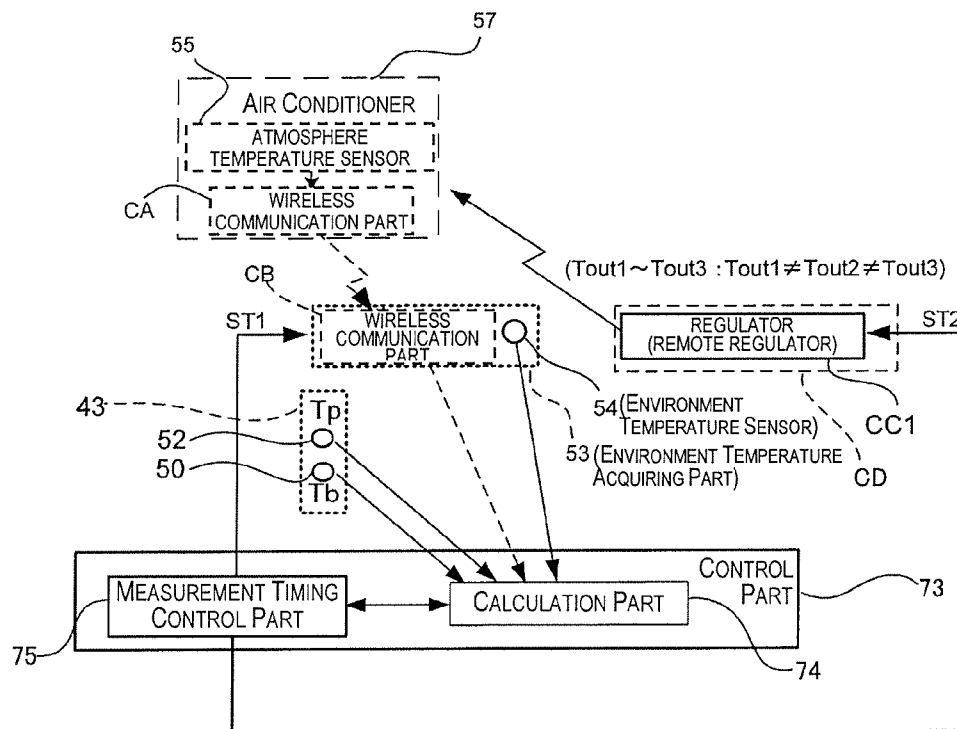 55
57
AIR CONDITIONER
ATMOSPHERE
TEMPERATURE SENSOR
WIRELESS
COMMUNICATION PART
CA
(Tout1~Tout3 : Tout1≠Tout2≠Tout3)
CB
ST1
WIRELESS
COMMUNICATION
PART
REGULATOR
(REMOTE REGULATOR)
ST2
54 (ENVIRONMENT
TEMPERATURE SENSOR)
CC1
43
Tp
52
53 (ENVIRONMENT TEMPERATURE
ACQUIRING PART)
CD
50
Tb
CONTROL
PART
73
MEASUREMENT TIMING
CONTROL PART
CALCULATION PART
75
74